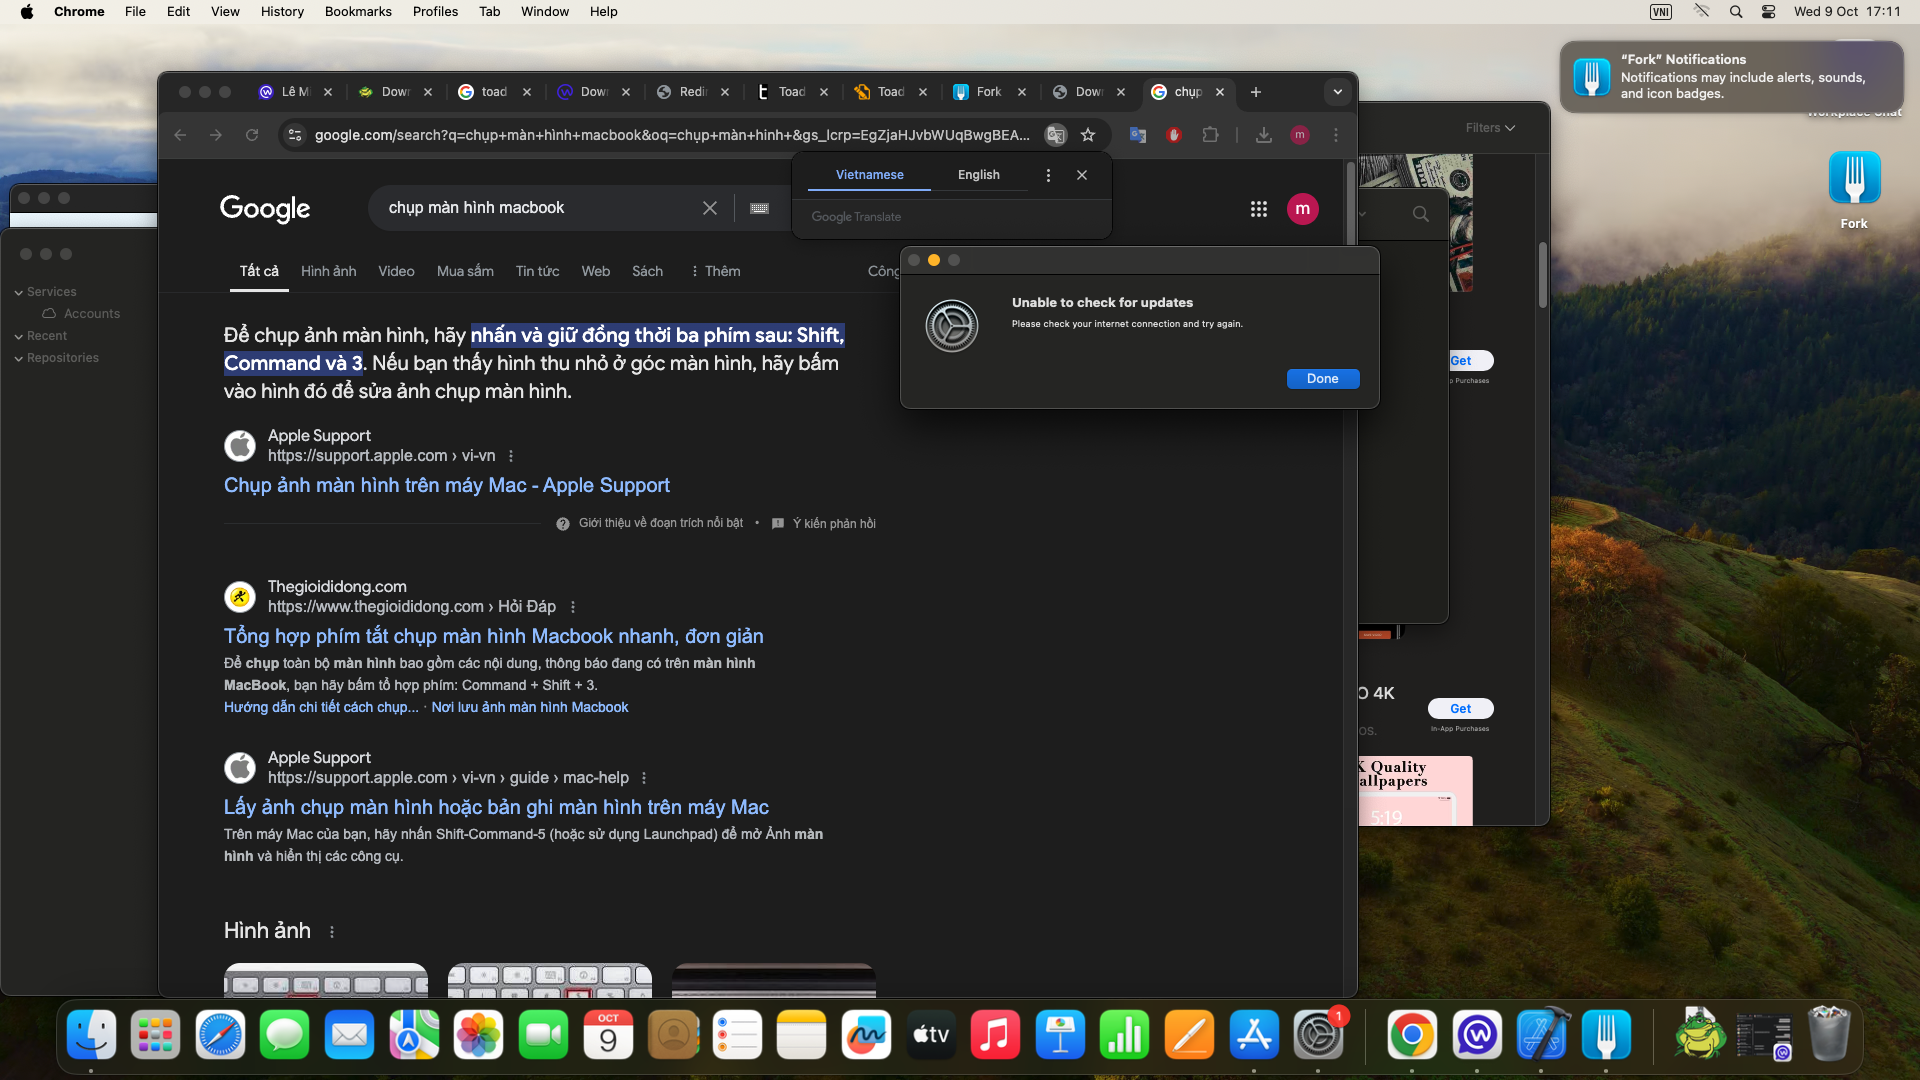 Chrome File Edit View History Bookmarks Profiles Tab Window Help
VNI Wed 9 Oct 17:11
"Fork" Notifications
Notifications may include alerts, sounds,
and icon badges.
Fork
Lê Mi Down toad Down Redir Toad Toad Fork Down chụp
google.com/search?q=chụp+màn+hình+macbook&oq=chụp+màn+hinh+&gs_lcrp=EgZjaHJvbWUqBwgBEA...
m
Vietnamese English
Google Translate
Google
chụp màn hình macbook
m
Tất cả Hình ảnh Video Mua sắm Tin tức Web Sách Thêm Công
Để chụp ảnh màn hình, hãy nhấn và giữ đồng thời ba phím sau: Shift,
Command và 3. Nếu bạn thấy hình thu nhỏ ở góc màn hình, hãy bấm
vào hình đó để sửa ảnh chụp màn hình.
Apple Support
https://support.apple.com › vi-vn
Chụp ảnh màn hình trên máy Mac - Apple Support
Giới thiệu về đoạn trích nổi bật • Ý kiến phản hồi
Thegioididong.com
https://www.thegioididong.com › Hỏi Đáp
Tổng hợp phím tắt chụp màn hình Macbook nhanh, đơn giản
Để chụp toàn bộ màn hình bao gồm các nội dung, thông báo đang có trên màn hình
MacBook, bạn hãy bấm tổ hợp phím: Command + Shift + 3.
Hướng dẫn chi tiết cách chụp... · Nơi lưu ảnh màn hình Macbook
Apple Support
https://support.apple.com › vi-vn › guide › mac-help
Lấy ảnh chụp màn hình hoặc bản ghi màn hình trên máy Mac
Trên máy Mac của bạn, hãy nhấn Shift-Command-5 (hoặc sử dụng Launchpad) để mở Ảnh màn
hình và hiển thị các công cụ.
Hình ảnh
Unable to check for updates
Please check your internet connection and try again.
Done
Services
Accounts
Recent
Repositories
Filters
Get
Purchases
O 4K
os.
Get
In-App Purchases
K Quality
allpapers
5:19
OCT
9
tv
1